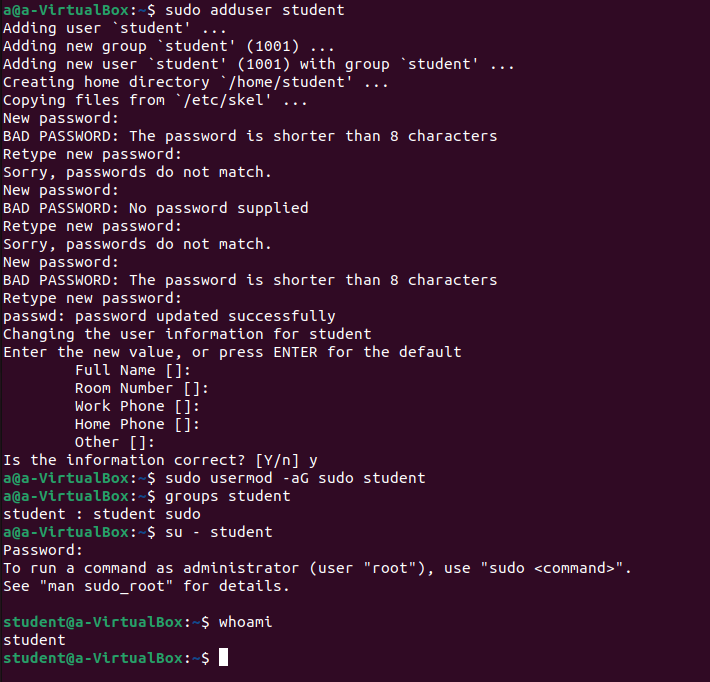 a@a-VirtualBox:~$ sudo adduser student
Adding user `student' ...
Adding new group `student' (1001) ...
Adding new user `student' (1001) with group `student' ...
Creating home directory `/home/student' ...
Copying files from `/etc/skel' ...
New password:
BAD PASSWORD: The password is shorter than 8 characters
Retype new password:
Sorry, passwords do not match.
New password:
BAD PASSWORD: No password supplied
Retype new password:
Sorry, passwords do not match.
New password:
BAD PASSWORD: The password is shorter than 8 characters
Retype new password:
passwd: password updated successfully
Changing the user information for student
Enter the new value, or press ENTER for the default
        Full Name []:
        Room Number []:
        Work Phone []:
        Home Phone []:
        Other []:
Is the information correct? [Y/n] y
a@a-VirtualBox:~$ sudo usermod -aG sudo student
a@a-VirtualBox:~$ groups student
student : student sudo
a@a-VirtualBox:~$ su - student
Password:
To run a command as administrator (user "root"), use "sudo <command>".
See "man sudo_root" for details.

student@a-VirtualBox:~$ whoami
student
student@a-VirtualBox:~$